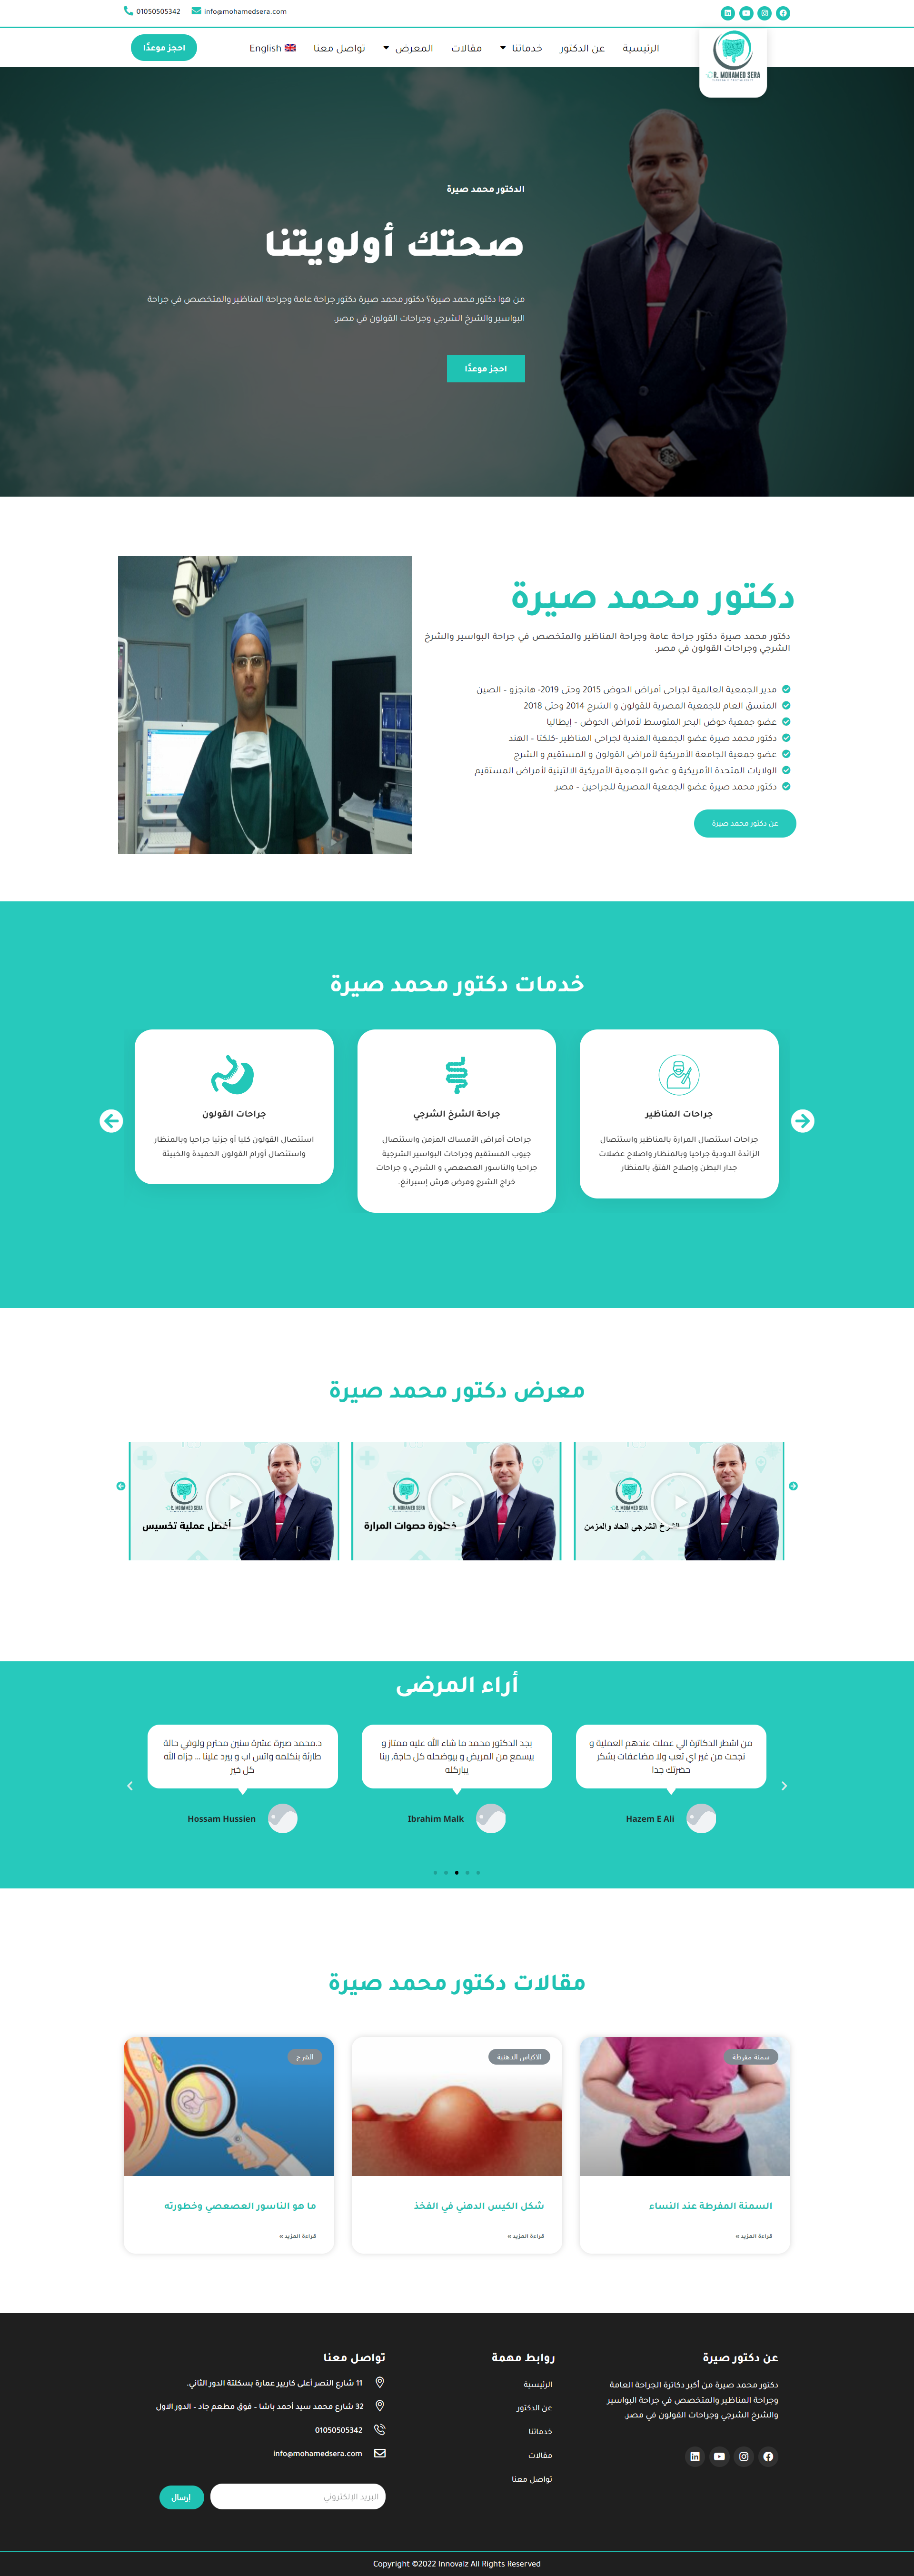 01050505342
info@mohamedsera.com
DR. MOHAMED SERA
الرئيسية
عن الدكتور
خدماتنا
مقالات
المعرض
تواصل معنا
English
احجز موعدًا
الدكتور محمد صيرة
صحتك أولويتنا
من هوا دكتور محمد صيرة؟ دكتور محمد صيرة دكتور جراحة عامة وجراحة المناظير والمتخصص في جراحة
البواسير والشرخ الشرجي وجراحات القولون في مصر.
احجز موعدًا
دكتور محمد صيرة
دكتور محمد صيرة دكتور جراحة عامة وجراحة المناظير والمتخصص في جراحة البواسير والشرخ
الشرجي وجراحات القولون في مصر.
مدير الجمعية العالمية لجراحى أمراض الحوض 2015 وحتى 2019- هانجزو – الصين
المنسق العام للجمعية المصرية للقولون و الشرج 2014 وحتى 2018
عضو جمعية حوض البحر المتوسط لأمراض الحوض – إيطاليا
دكتور محمد صيرة عضو الجمعية الهندية لجراحى المناظير -كلكتا – الهند
عضو جمعية الجامعة الأمريكية لأمراض القولون و المستقيم و الشرج
الولايات المتحدة الأمريكية و عضو الجمعية الأمريكية الالتينية لأمراض المستقيم
دكتور محمد صيرة عضو الجمعية المصرية للجراحين – مصر
عن دكتور محمد صيرة
خدمات دكتور محمد صيرة
جراحات المناظير
جراحات استئصال المرارة بالمناظير واستئصال
الزائدة الدودية جراحيا وبالمنظار واصلاح عضلات
جدار البطن وإصلاح الفتق بالمنظار
جراحة الشرخ الشرجي
جراحات أمراض الأمساك المزمن واستئصال
جيوب المستقيم وجراحات البواسير الشرجية
جراحيا والناسور العصعصي و الشرجي و جراحات
خراج الشرج ومرض هرش إسبرانغ.
جراحات القولون
استئصال القولون كليا أو جزئيا جراحيا وبالمنظار
واستئصال أورام القولون الحميدة والخبيثة
معرض دكتور محمد صيرة
DR. MOHAMED SERA
الشرخ الشرجي الحاد والمزمن
DR. MOHAMED SERA
خطورة حصوات المرارة
DR. MOHAMED SERA
أفضل عملية تخسيس
أراء المرضى
من اشطر الدكاترة الي عملت عندهم العملية و
نجحت من غير اي تعب ولا مضاعفات بشكر
حضرتك جدا
Hazem E Ali
بجد الدكتور محمد ما شاء الله عليه ممتاز و
بيسمع من المريض و بيوضحله كل حاجة, ربنا
يباركله
Ibrahim Malk
د.محمد صيرة عشرة سنين محترم ولوفي حالة
طارئة بنكلمه واتس اب و بيرد علينا ... جزاه الله
كل خير
Hossam Hussien
مقالات دكتور محمد صيرة
سمنة مفرطة
السمنة المفرطة عند النساء
قراءة المزيد »
الاكياس الدهنية
شكل الكيس الدهني في الفخذ
قراءة المزيد »
الشرج
ما هو الناسور العصعصي وخطورته
قراءة المزيد »
عن دكتور صيرة
دكتور محمد صيرة من أكبر دكاترة الجراحة العامة
وجراحة المناظير والمتخصص في جراحة البواسير
والشرخ الشرجي وجراحات القولون في مصر.
روابط مهمة
الرئيسية
عن الدكتور
خدماتنا
مقالات
تواصل معنا
تواصل معنا
11 شارع النصر أعلى كاريير عمارة بسكلتة الدور الثاني.
32 شارع محمد سيد أحمد باشا – فوق مطعم جاد – الدور الاول
01050505342
info@mohamedsera.com
البريد الإلكتروني
إرسال
Copyright ©2022 Innovalz All Rights Reserved